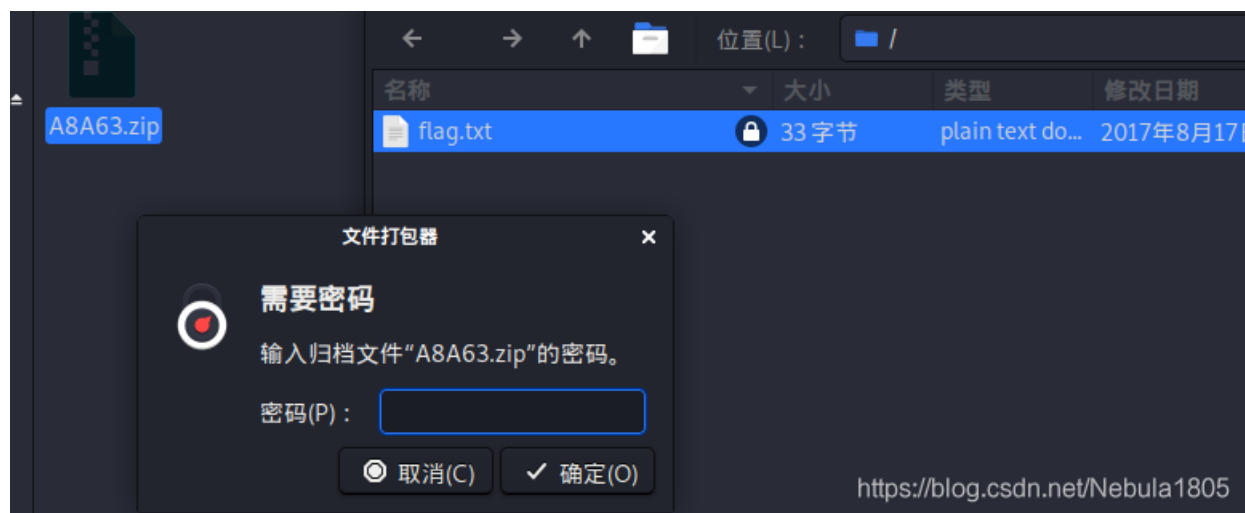 位置(L)： /
名称 大小 类型 修改日期
A8A63.zip
flag.txt 33 字节 plain text do... 2017年8月17
文件打包器
需要密码
输入归档文件“A8A63.zip”的密码。
密码(P)：
取消(C) 确定(O)
https://blog.csdn.net/Nebula1805